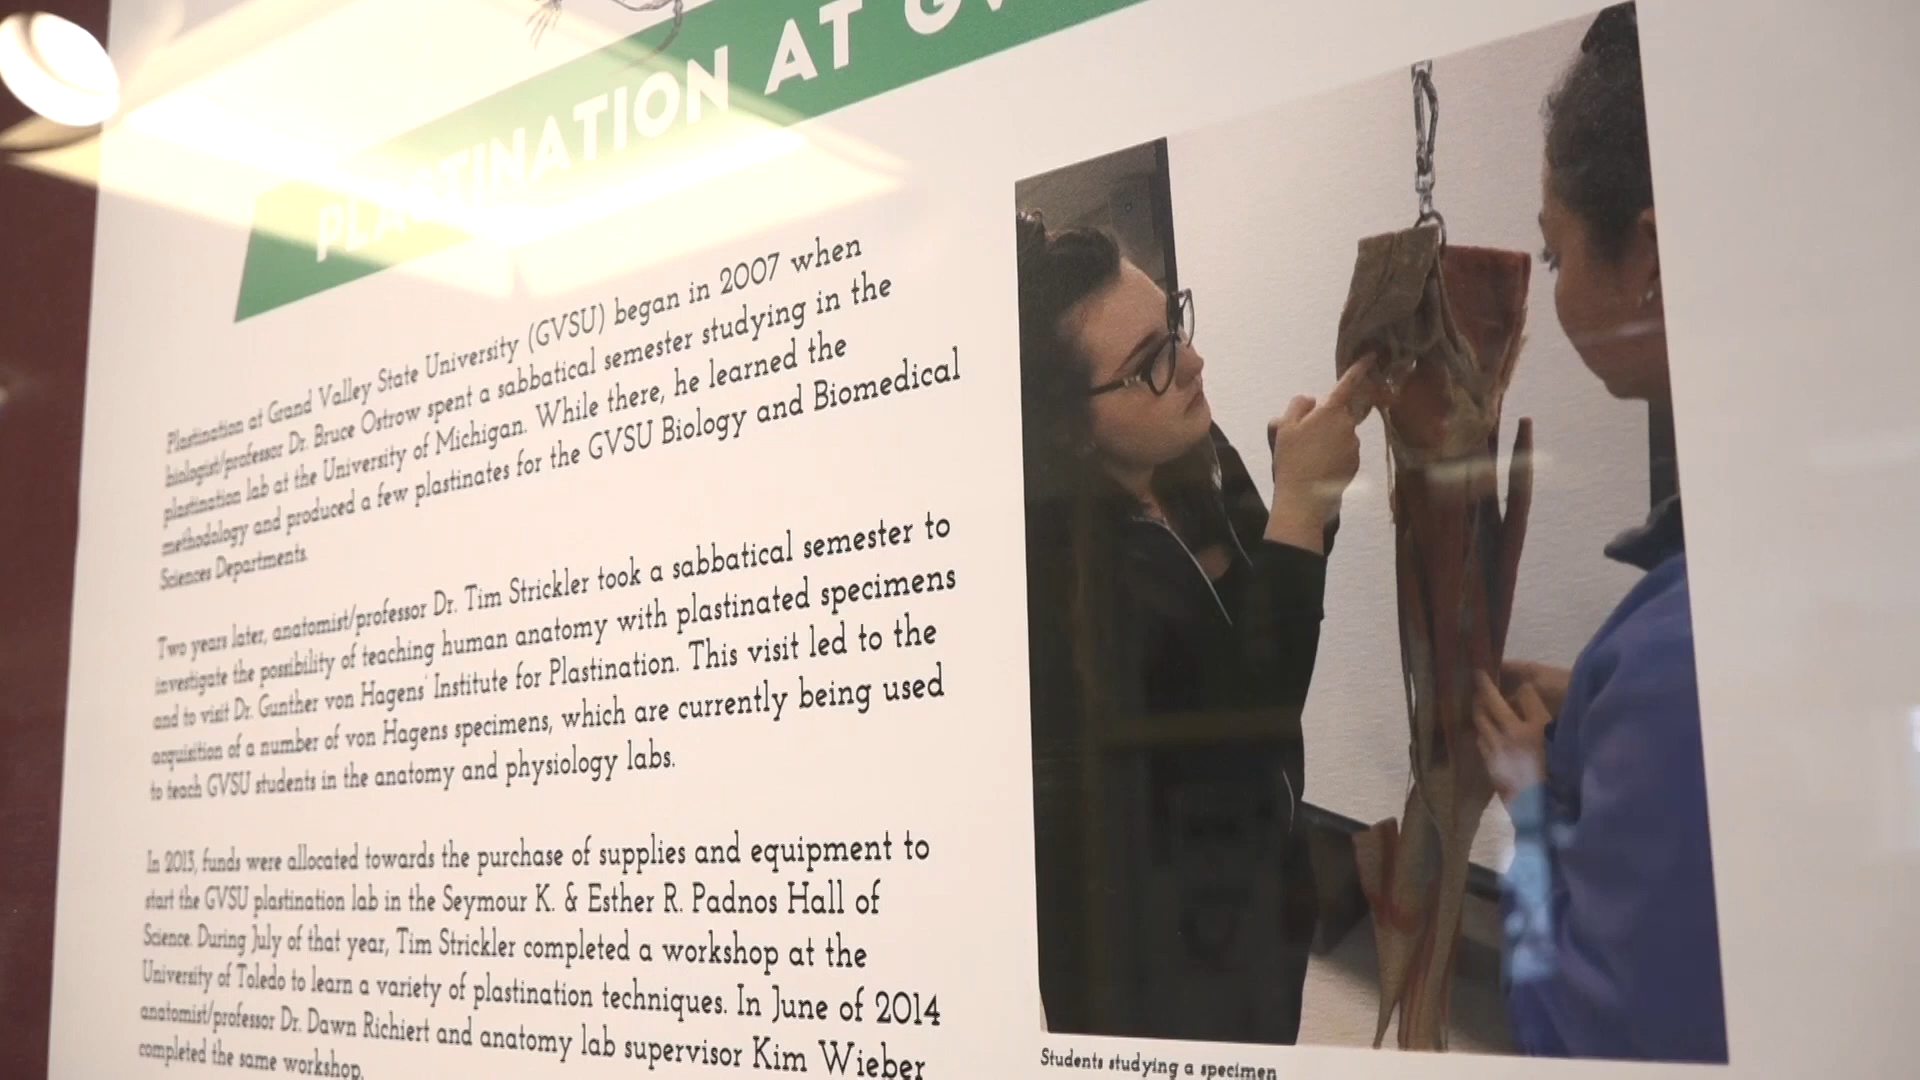 PLASTINATION AT GV
Plastination at Grand Valley State University (GVSU) began in 2007 when
biologist/professor Dr. Bruce Ostrow spent a sabbatical semester studying in the
plastination lab at the University of Michigan. While there, he learned the
methodology and produced a few plastinates for the GVSU Biology and Biomedical
Sciences Departments.
Two years later, anatomist/professor Dr. Tim Strickler took a sabbatical semester to
investigate the possibility of teaching human anatomy with plastinated specimens
and to visit Dr. Gunther von Hagens' Institute for Plastination. This visit led to the
acquisition of a number of von Hagens specimens, which are currently being used
to teach GVSU students in the anatomy and physiology labs.
In 2013, funds were allocated towards the purchase of supplies and equipment to
start the GVSU plastination lab in the Seymour K. & Esther R. Padnos Hall of
Science. During July of that year, Tim Strickler completed a workshop at the
University of Toledo to learn a variety of plastination techniques. In June of 2014
anatomist/professor Dr. Dawn Richiert and anatomy lab supervisor Kim Wieber
completed the same workshop.
Students studying a specimen